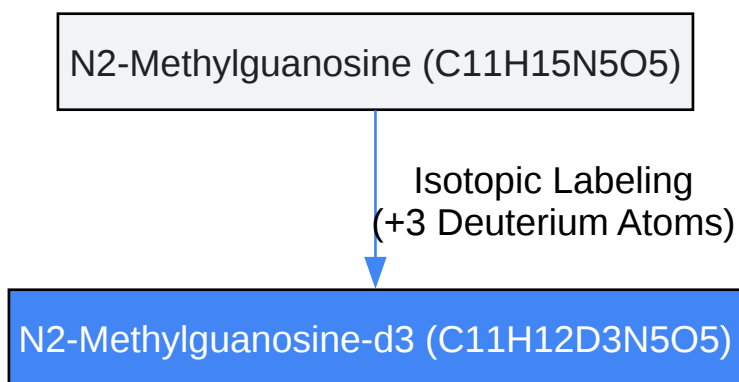 N2-Methylguanosine (C11H15N5O5)
Isotopic Labeling
(+3 Deuterium Atoms)
N2-Methylguanosine-d3 (C11H12D3N5O5)